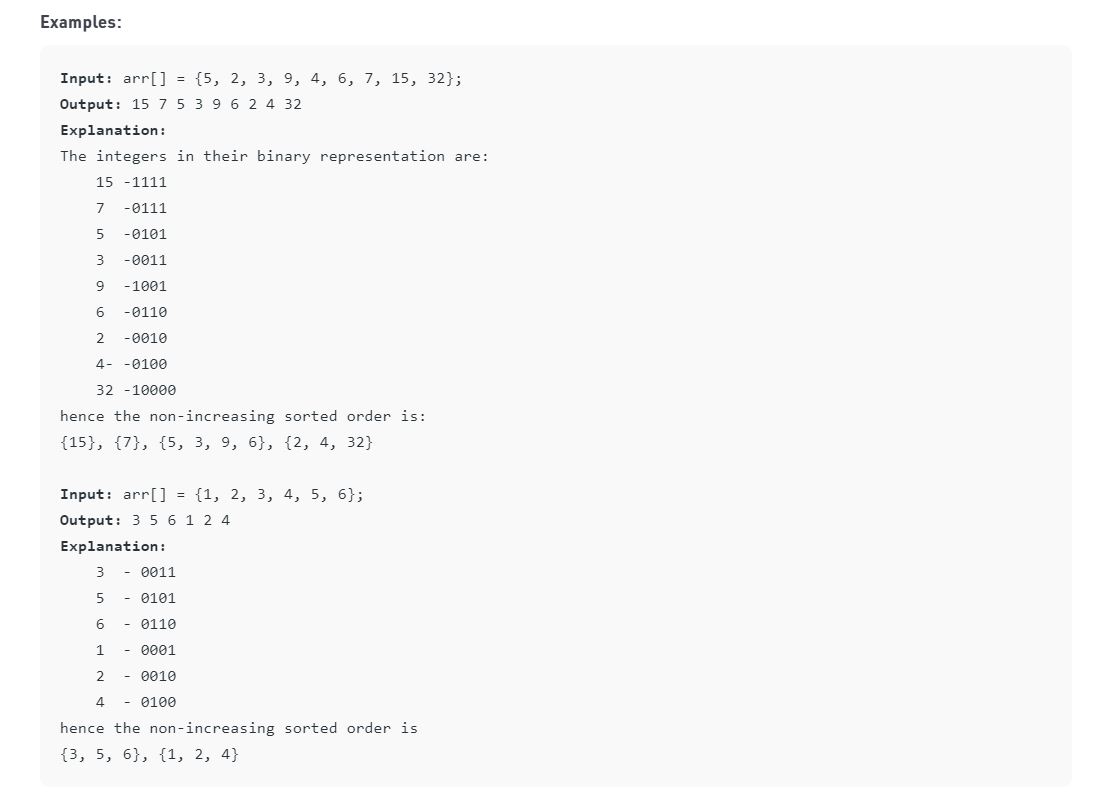 Examples:
Input: arr[] = {5, 2, 3, 9, 4, 6, 7, 15, 32};
Output: 15 7 5 3 9 6 2 4 32
Explanation:
The integers in their binary representation are:
15 -1111
7  -0111
5  -0101
3  -0011
9  -1001
6  -0110
2  -0010
4- -0100
32 -10000
hence the non-increasing sorted order is:
{15}, {7}, {5, 3, 9, 6}, {2, 4, 32}
Input: arr[] = {1, 2, 3, 4, 5, 6};
Output: 3 5 6 1 2 4
Explanation:
3  - 0011
5  - 0101
6  - 0110
1  - 0001
2  - 0010
4  - 0100
hence the non-increasing sorted order is
{3, 5, 6}, {1, 2, 4}